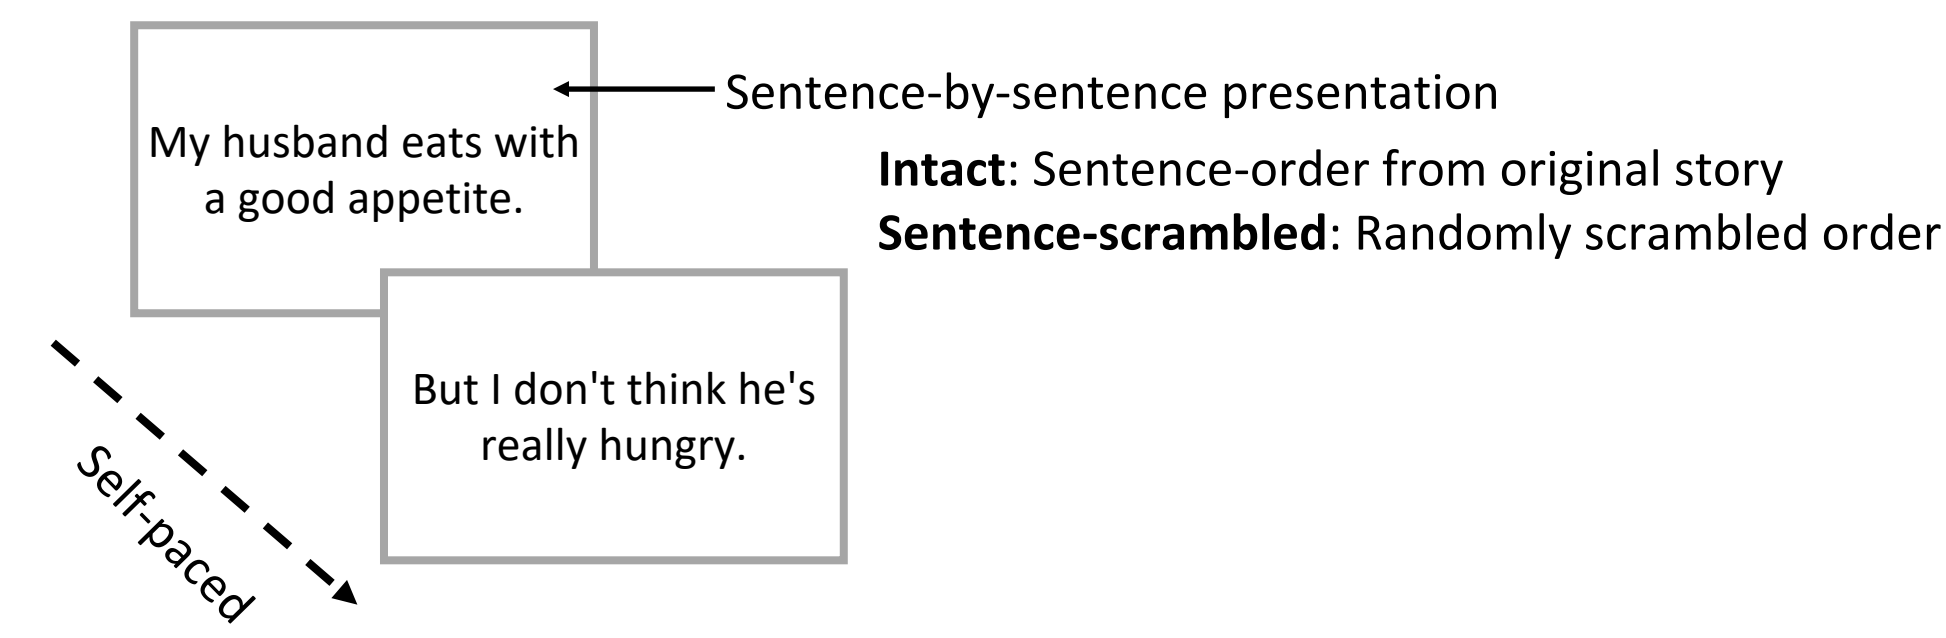 My husband eats with
a good appetite.
Sentence-by-sentence presentation
Intact: Sentence-order from original story
Sentence-scrambled: Randomly scrambled order
But I don't think he's
really hungry.
Self-paced